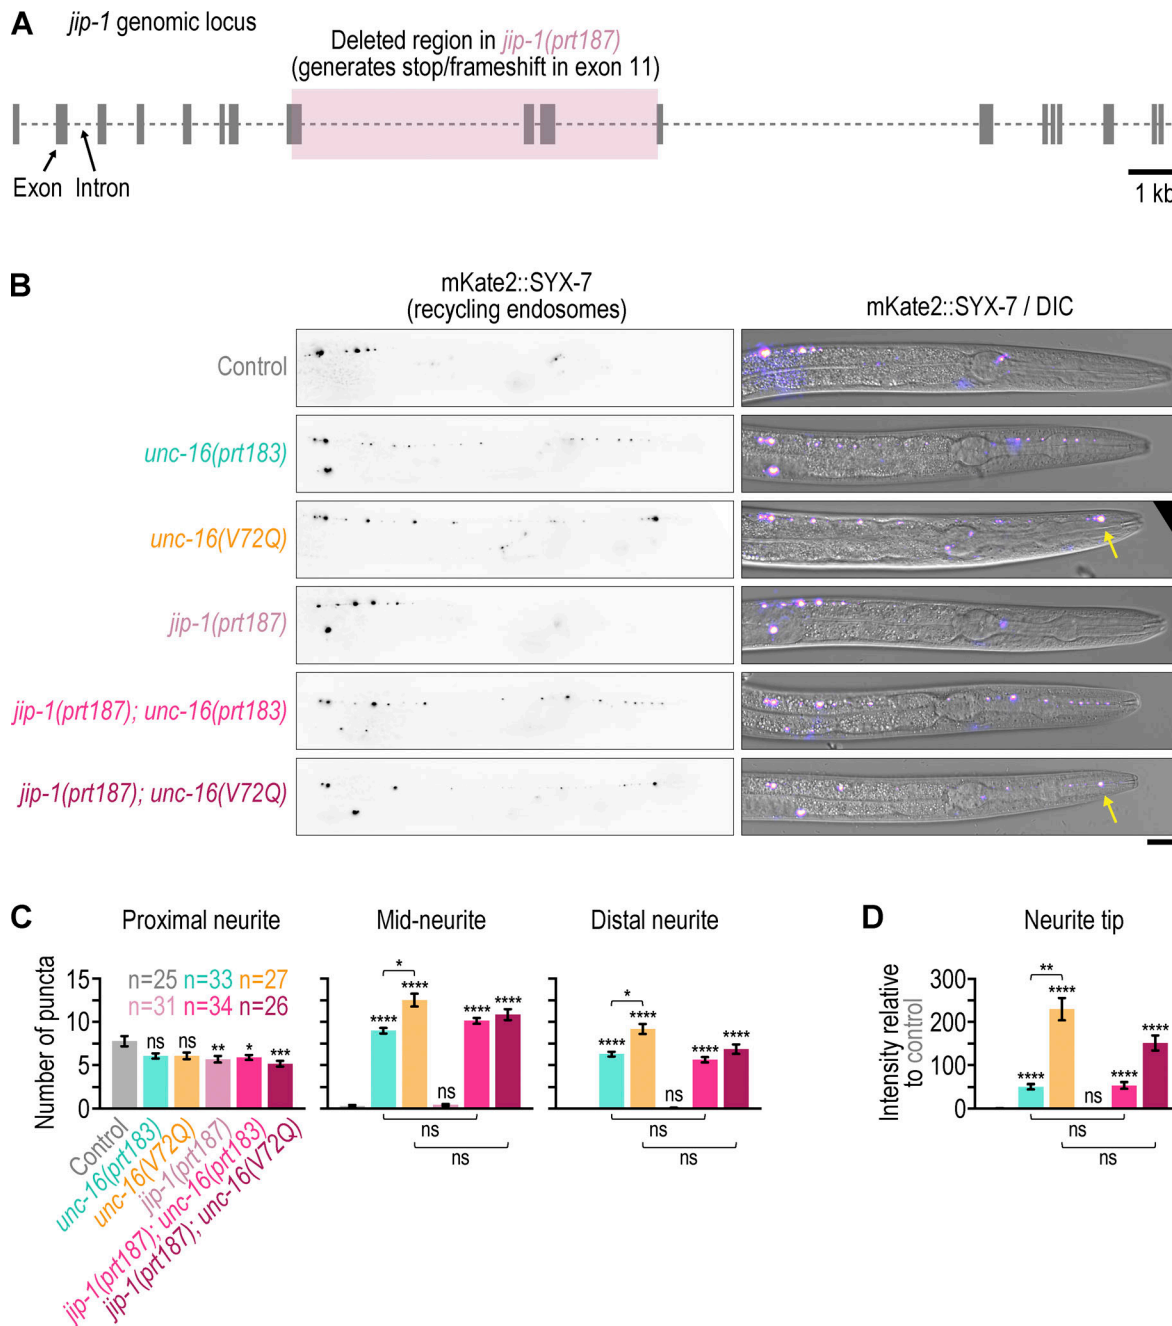 A
jip-1 genomic locus
Deleted region in jip-1(prt187)
(generates stop/frameshift in exon 11)
Exon Intron
1 kb
B
mKate2::SYX-7
(recycling endosomes)
mKate2::SYX-7 / DIC
Control
unc-16(prt183)
unc-16(V72Q)
jip-1(prt187)
jip-1(prt187); unc-16(prt183)
jip-1(prt187); unc-16(V72Q)
C
Proximal neurite
Mid-neurite
Distal neurite
Number of puncta
15
10
5
0
n=25 n=33 n=27
n=31 n=34 n=26
ns ns ** * ***
* **** **** ns **** ****
ns
ns
* **** **** ns **** ****
ns
ns
Control
unc-16(prt183)
unc-16(V72Q)
jip-1(prt187)
jip-1(prt187); unc-16(prt183)
jip-1(prt187); unc-16(V72Q)
D
Neurite tip
Intensity relative
to control
300
200
100
0
** **** **** ns **** ****
ns
ns